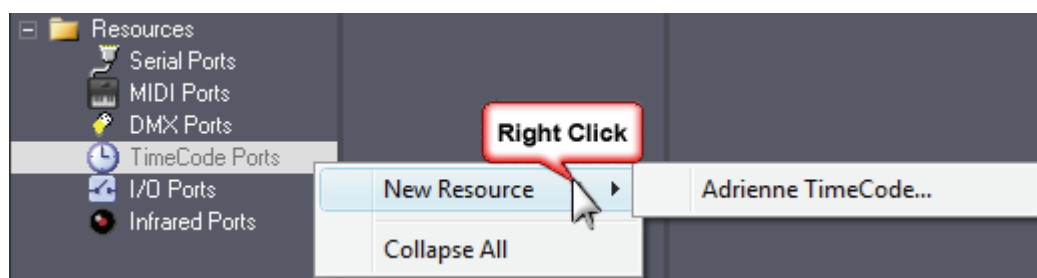 Resources
Serial Ports
MIDI Ports
DMX Ports
Right Click
TimeCode Ports
New Resource
Adrienne TimeCode...
I/O Ports
Infrared Ports
Collapse All